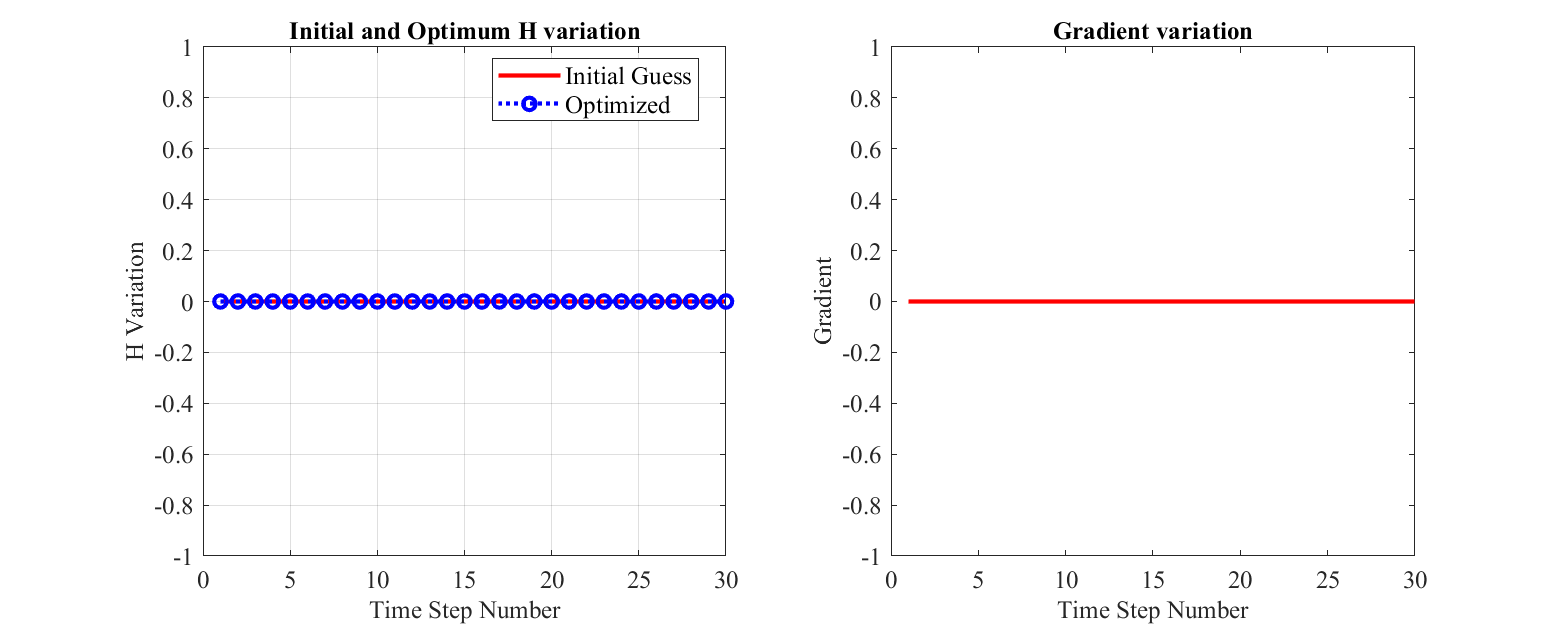 Initial and Optimum H variation
Initial Guess
Optimized
1
0.8
0.6
0.4
0.2
0
-0.2
-0.4
-0.6
-0.8
-1
H Variation
0 5 10 15 20 25 30
Time Step Number
Gradient variation
1
0.8
0.6
0.4
0.2
0
-0.2
-0.4
-0.6
-0.8
-1
Gradient
0 5 10 15 20 25 30
Time Step Number